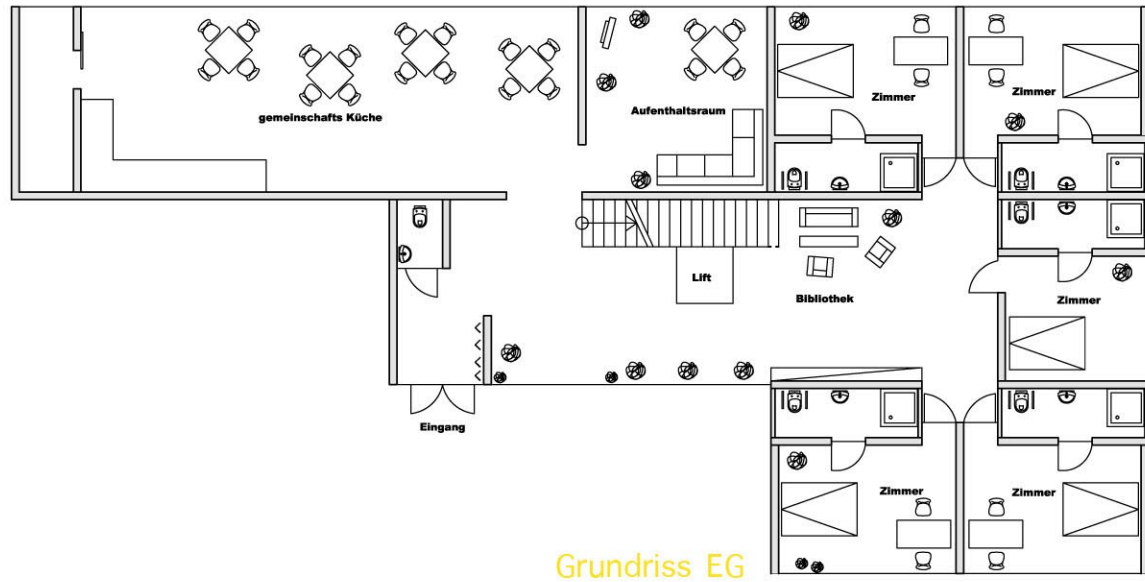 gemeinschafts Küche
Aufenthaltsraum
Zimmer
Zimmer
Lift
Bibliothek
Zimmer
Eingang
Zimmer
Zimmer
Grundriss EG